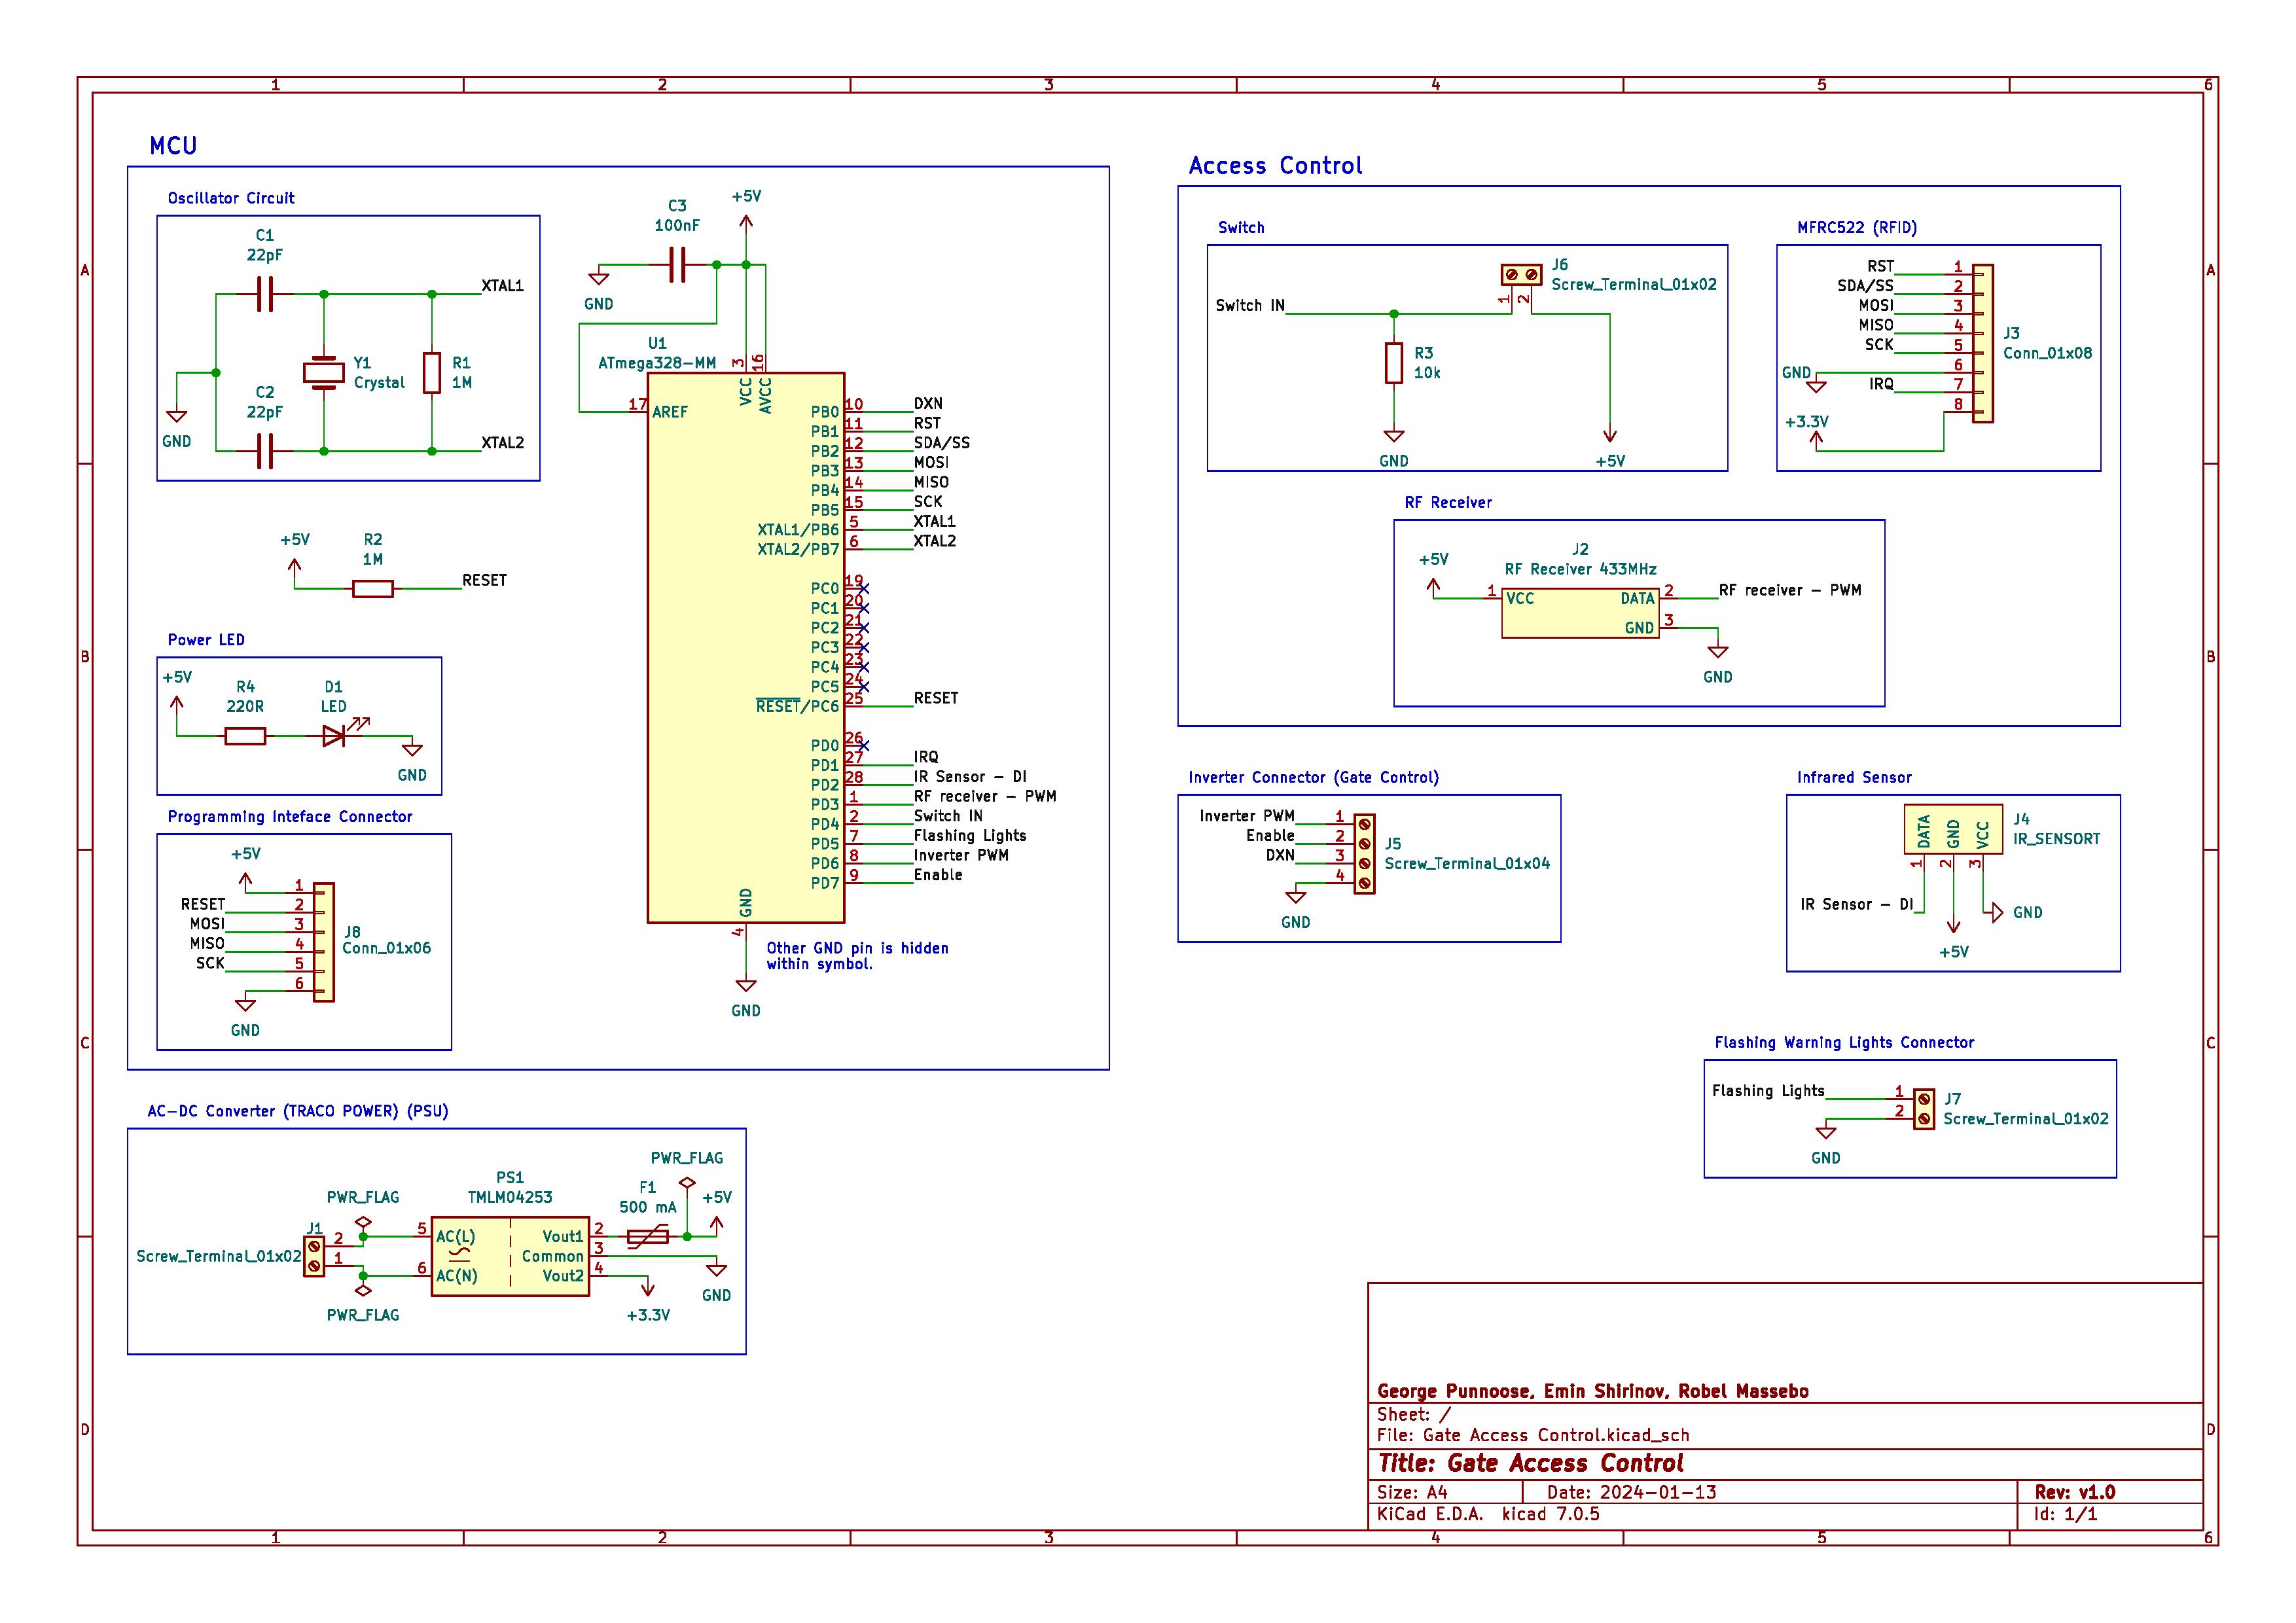 1 2 3 4 5 6
MCU
Oscillator Circuit
C1
22pF
XTAL1
Y1
Crystal
R1
1M
C2
22pF
GND
XTAL2
+5V
R2
1M
RESET
Power LED
+5V
R4
220R
D1
LED
GND
Programming Inteface Connector
+5V
1
RESET 2
MOSI 3
MISO 4
SCK 5
6
J8
Conn_01x06
GND
C3
100nF
+5V
GND
U1
ATmega328-MM
3 16
VCC AVCC
17 AREF
PB0 10 DXN
PB1 11 RST
PB2 12 SDA/SS
PB3 13 MOSI
PB4 14 MISO
PB5 15 SCK
XTAL1/PB6 5 XTAL1
XTAL2/PB7 6 XTAL2
PC0 19
PC1 20
PC2 21
PC3 22
PC4 23
PC5 24
RESET/PC6 25 RESET
PD0 26
PD1 27 IRQ
PD2 28 IR Sensor - DI
PD3 1 RF receiver - PWM
PD4 2 Switch IN
PD5 7 Flashing Lights
PD6 8 Inverter PWM
PD7 9 Enable
GND
4
Other GND pin is hidden
within symbol.
GND
AC-DC Converter (TRACO POWER) (PSU)
PWR_FLAG
J1
Screw_Terminal_01x02
2
1
PWR_FLAG
PS1
TMLM04253
5 AC(L) Vout1 2
Common 3
6 AC(N) Vout2 4
F1
500 mA
PWR_FLAG
+5V
GND
+3.3V
Access Control
Switch
Switch IN
J6
Screw_Terminal_01x02
1 2
R3
10k
GND
+5V
MFRC522 (RFID)
RST 1
SDA/SS 2
MOSI 3
MISO 4
SCK 5
GND 6
IRQ 7
8
+3.3V
J3
Conn_01x08
RF Receiver
+5V
J2
RF Receiver 433MHz
1 VCC DATA 2 RF receiver - PWM
GND 3
GND
Inverter Connector (Gate Control)
Inverter PWM 1
Enable 2
DXN 3
4
GND
J5
Screw_Terminal_01x04
Infrared Sensor
DATA GND VCC
1 2 3
J4
IR_SENSORT
IR Sensor - DI
GND
+5V
Flashing Warning Lights Connector
Flashing Lights 1
2
GND
J7
Screw_Terminal_01x02
A A
B B
C C
D D
George Punnoose, Emin Shirinov, Robel Massebo
Sheet: /
File: Gate Access Control.kicad_sch
Title: Gate Access Control
Size: A4 Date: 2024-01-13 Rev: v1.0
KiCad E.D.A. kicad 7.0.5 Id: 1/1
1 2 3 4 5 6